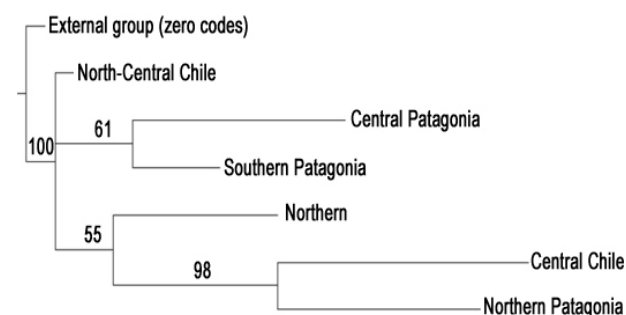 External group (zero codes)
North-Central Chile
61
Central Patagonia
100
Southern Patagonia
Northern
55
98
Central Chile
Northern Patagonia